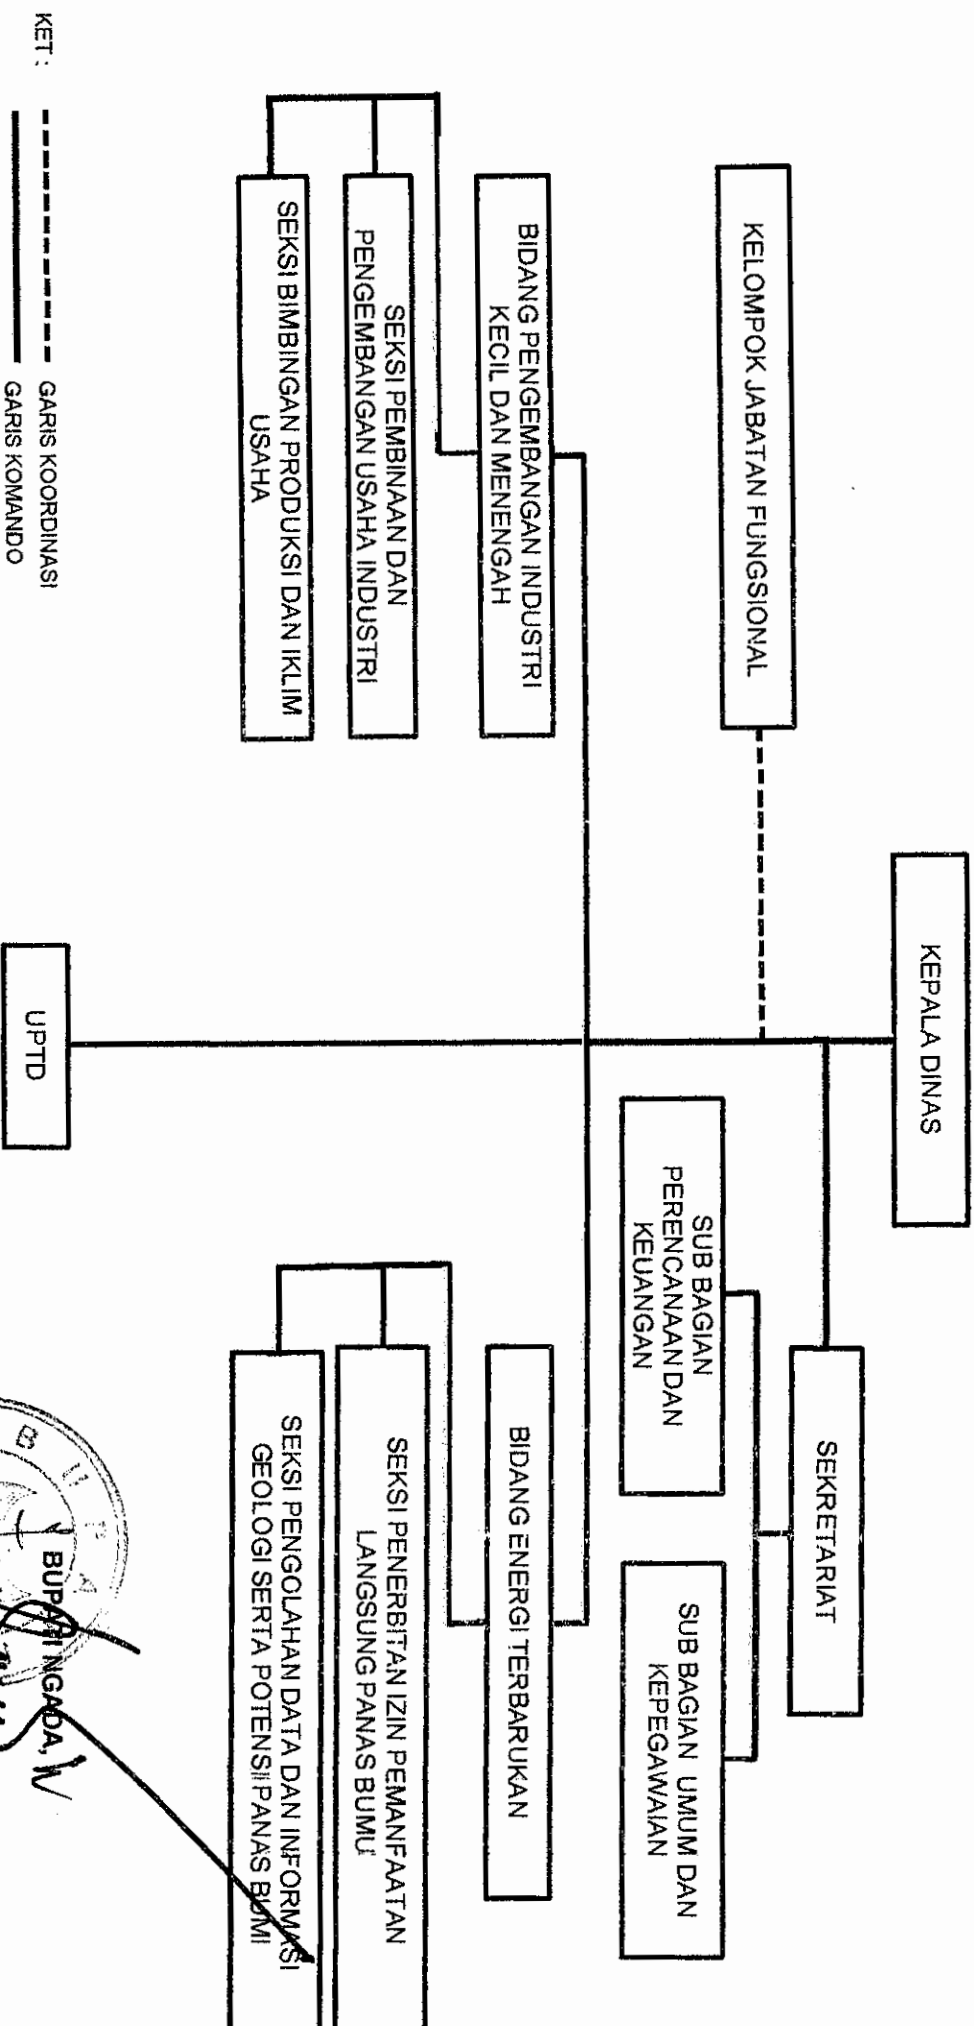 KEPALA DINAS
SEKRETARIAT
KELOMPOK JABATAN FUNGSIONAL
SUB BAGIAN
PERENCANAAN DAN
KEUANGAN
SUB BAGIAN UMUM DAN
KEPEGAWAIAN
BIDANG PENGEMBANGAN INDUSTRI
KECIL DAN MENENGAH
BIDANG ENERGI TERBARUKAN
SEKSI PEMBINAAN DAN
PENGEMBANGAN USAHA INDUSTRI
SEKSI PENERBITAN IZIN PEMANFAATAN
LANGSUNG PANAS BUMU
SEKSI BIMBINGAN PRODUKSI DAN IKLIM
USAHA
SEKSI PENGOLAHAN DATA DAN INFORMASI
GEOLOGI SERTA POTENSI PANAS BUMI
UPTD
KET :
GARIS KOORDINASI
GARIS KOMANDO
BUPATI NGADA,